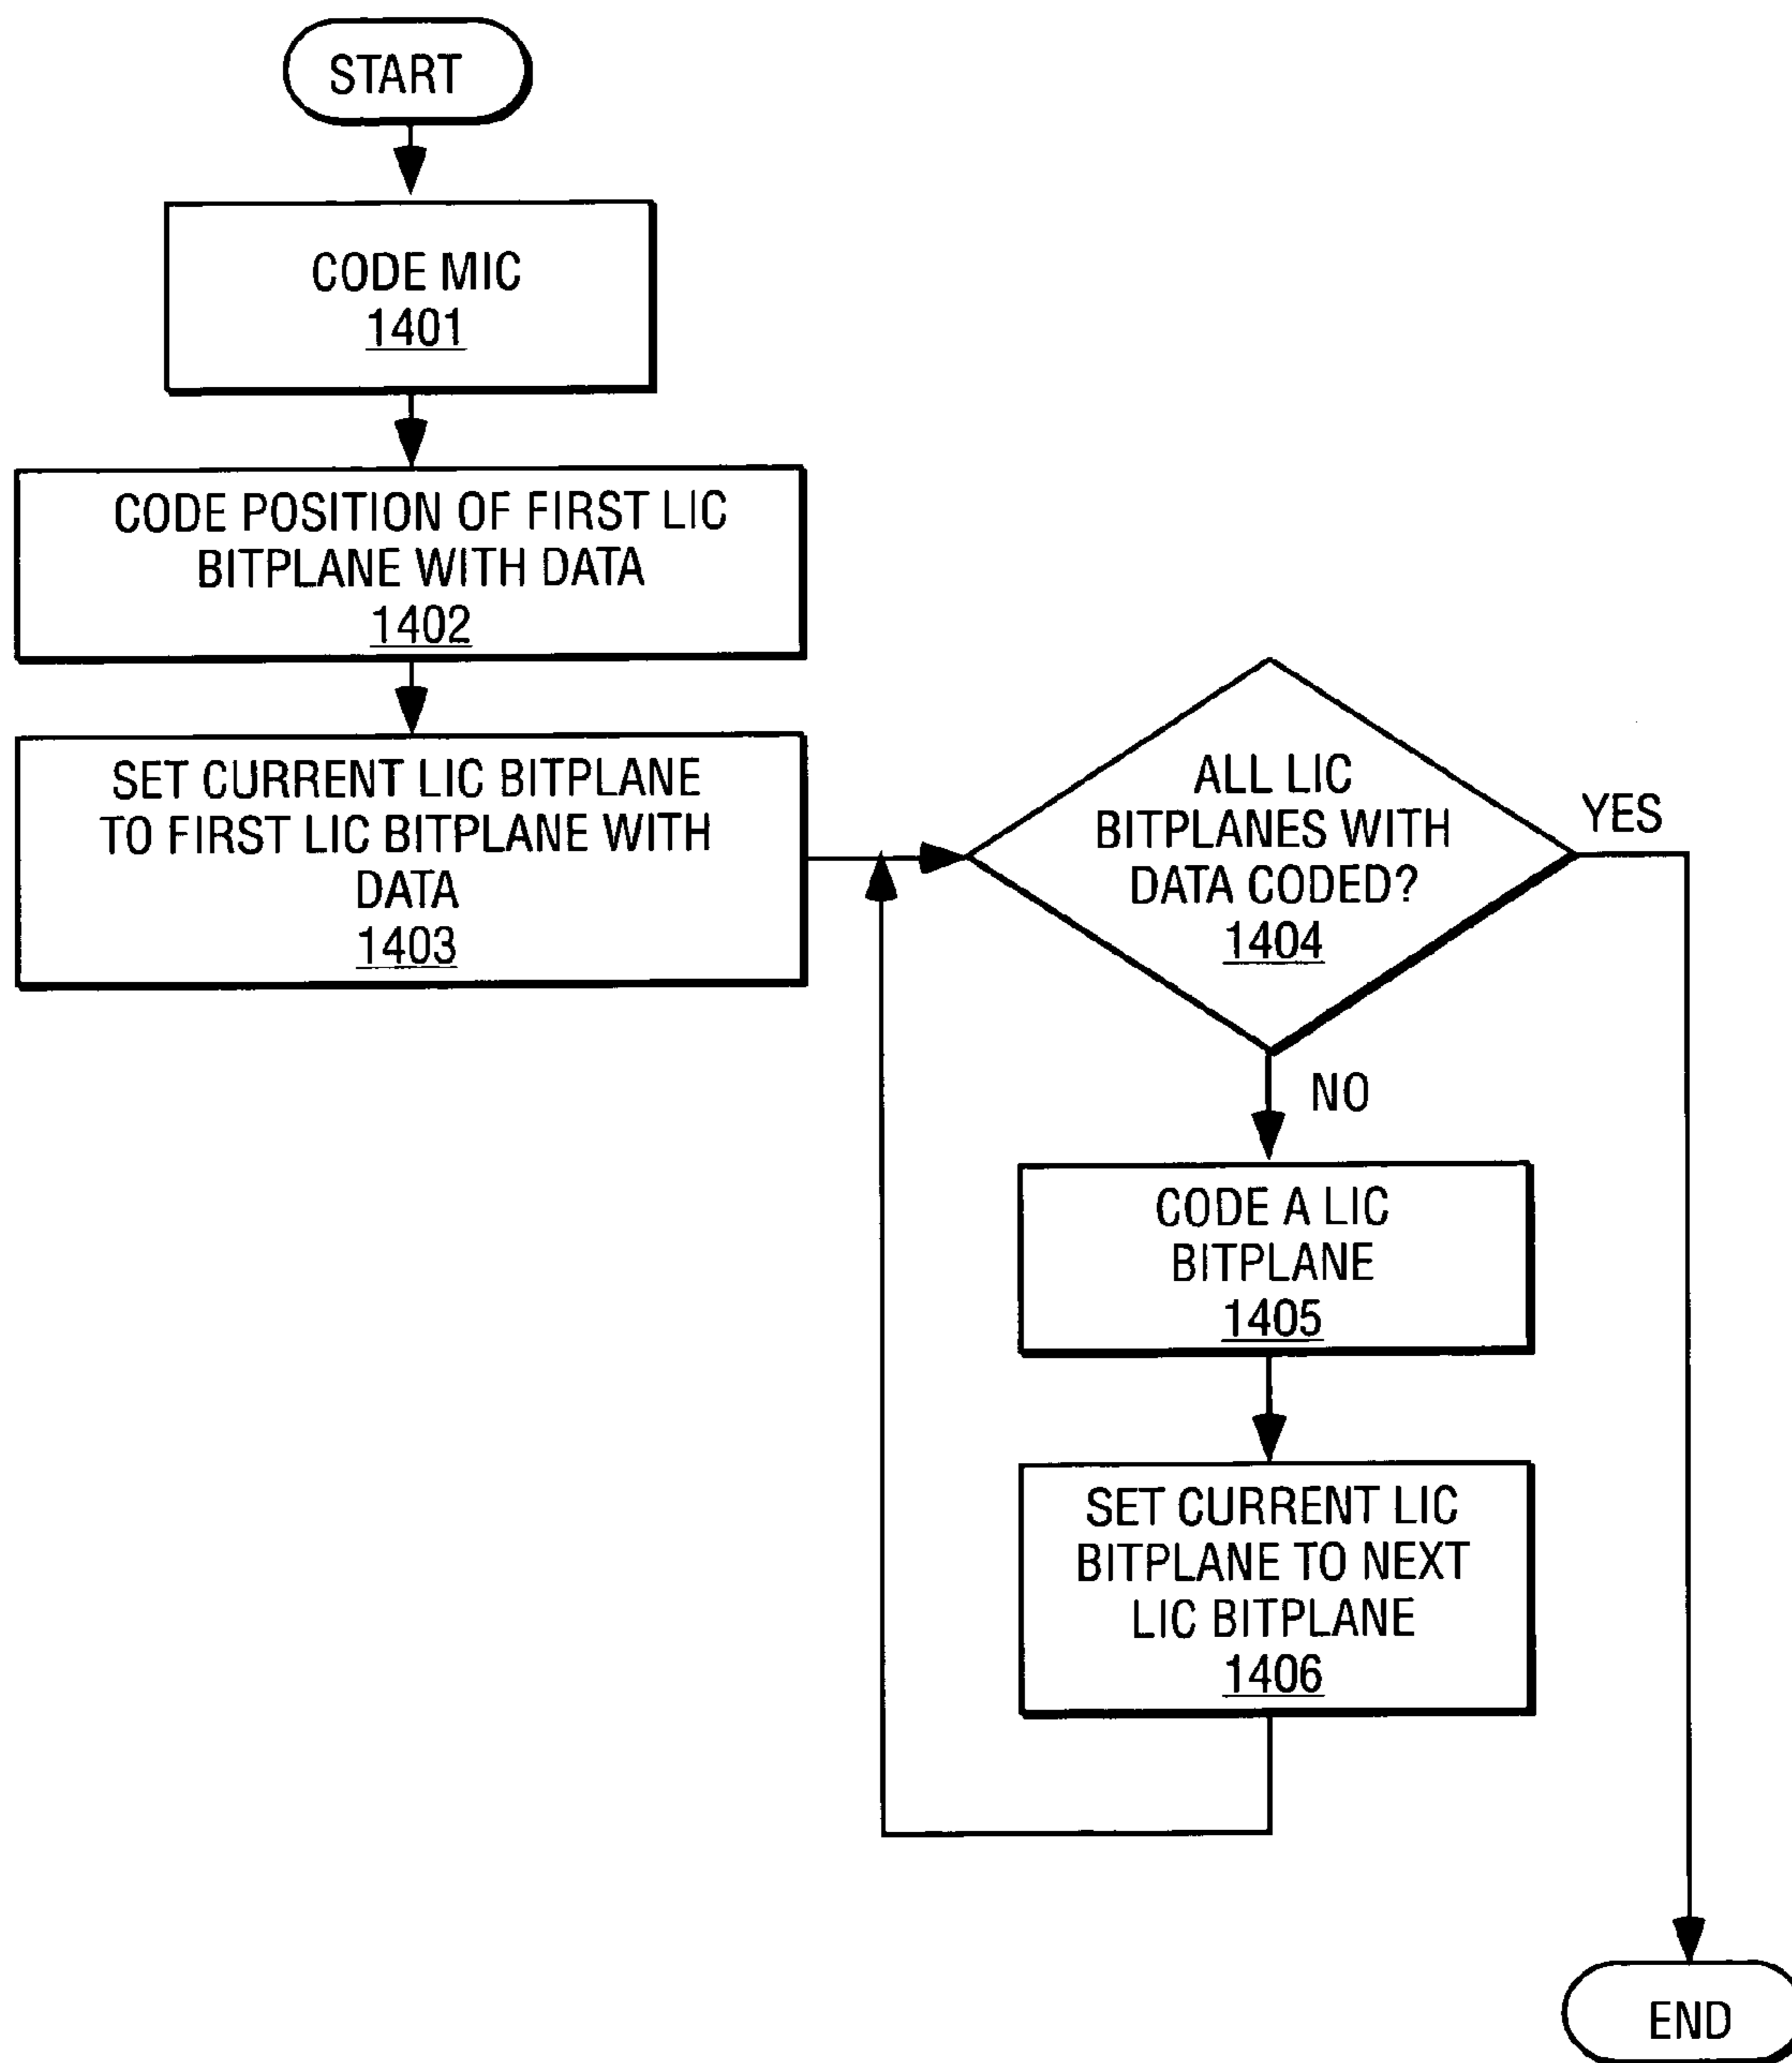 START
CODE MIC
1401
CODE POSITION OF FIRST LIC
BITPLANE WITH DATA
1402
SET CURRENT LIC BITPLANE
TO FIRST LIC BITPLANE WITH
DATA
1403
ALL LIC
BITPLANES WITH
DATA CODED?
1404
YES
NO
CODE A LIC
BITPLANE
1405
SET CURRENT LIC
BITPLANE TO NEXT
LIC BITPLANE
1406
END